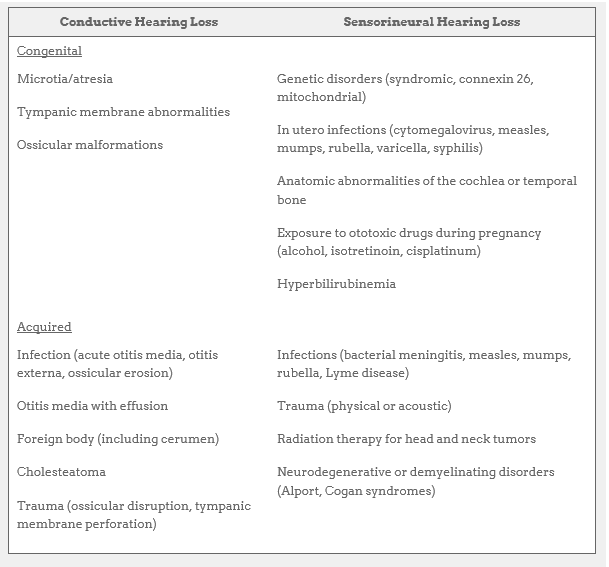 Conductive Hearing Loss
Sensorineural Hearing Loss
Congenital
Microtia/atresia
Tympanic membrane abnormalities
Ossicular malformations
Genetic disorders (syndromic, connexin 26,
mitochondrial)
In utero infections (cytomegalovirus, measles,
mumps, rubella, varicella, syphilis)
Anatomic abnormalities of the cochlea or temporal
bone
Exposure to ototoxic drugs during pregnancy
(alcohol, isotretinoin, cisplatinum)
Hyperbilirubinemia
Acquired
Infection (acute otitis media, otitis
externa, ossicular erosion)
Otitis media with effusion
Foreign body (including cerumen)
Cholesteatoma
Trauma (ossicular disruption, tympanic
membrane perforation)
Infections (bacterial meningitis, measles, mumps,
rubella, Lyme disease)
Trauma (physical or acoustic)
Radiation therapy for head and neck tumors
Neurodegenerative or demyelinating disorders
(Alport, Cogan syndromes)